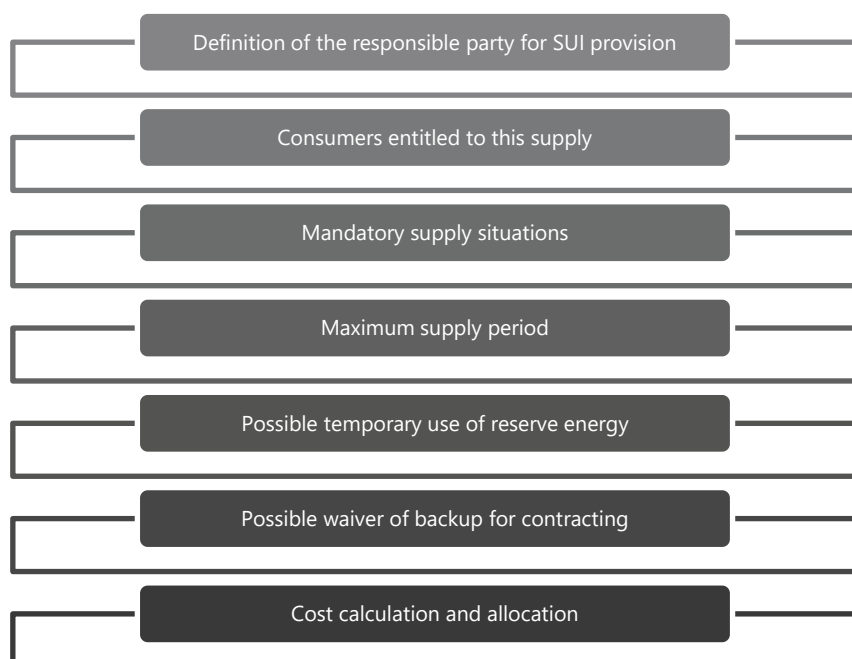 Definition of the responsible party for SUI provision
Consumers entitled to this supply
Mandatory supply situations
Maximum supply period
Possible temporary use of reserve energy
Possible waiver of backup for contracting
Cost calculation and allocation